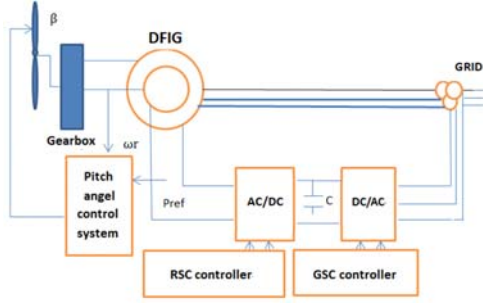 β
DFIG
GRID
Gearbox
ωr
Pitch
angel
control
system
Pref
AC/DC
C
DC/AC
RSC controller
GSC controller